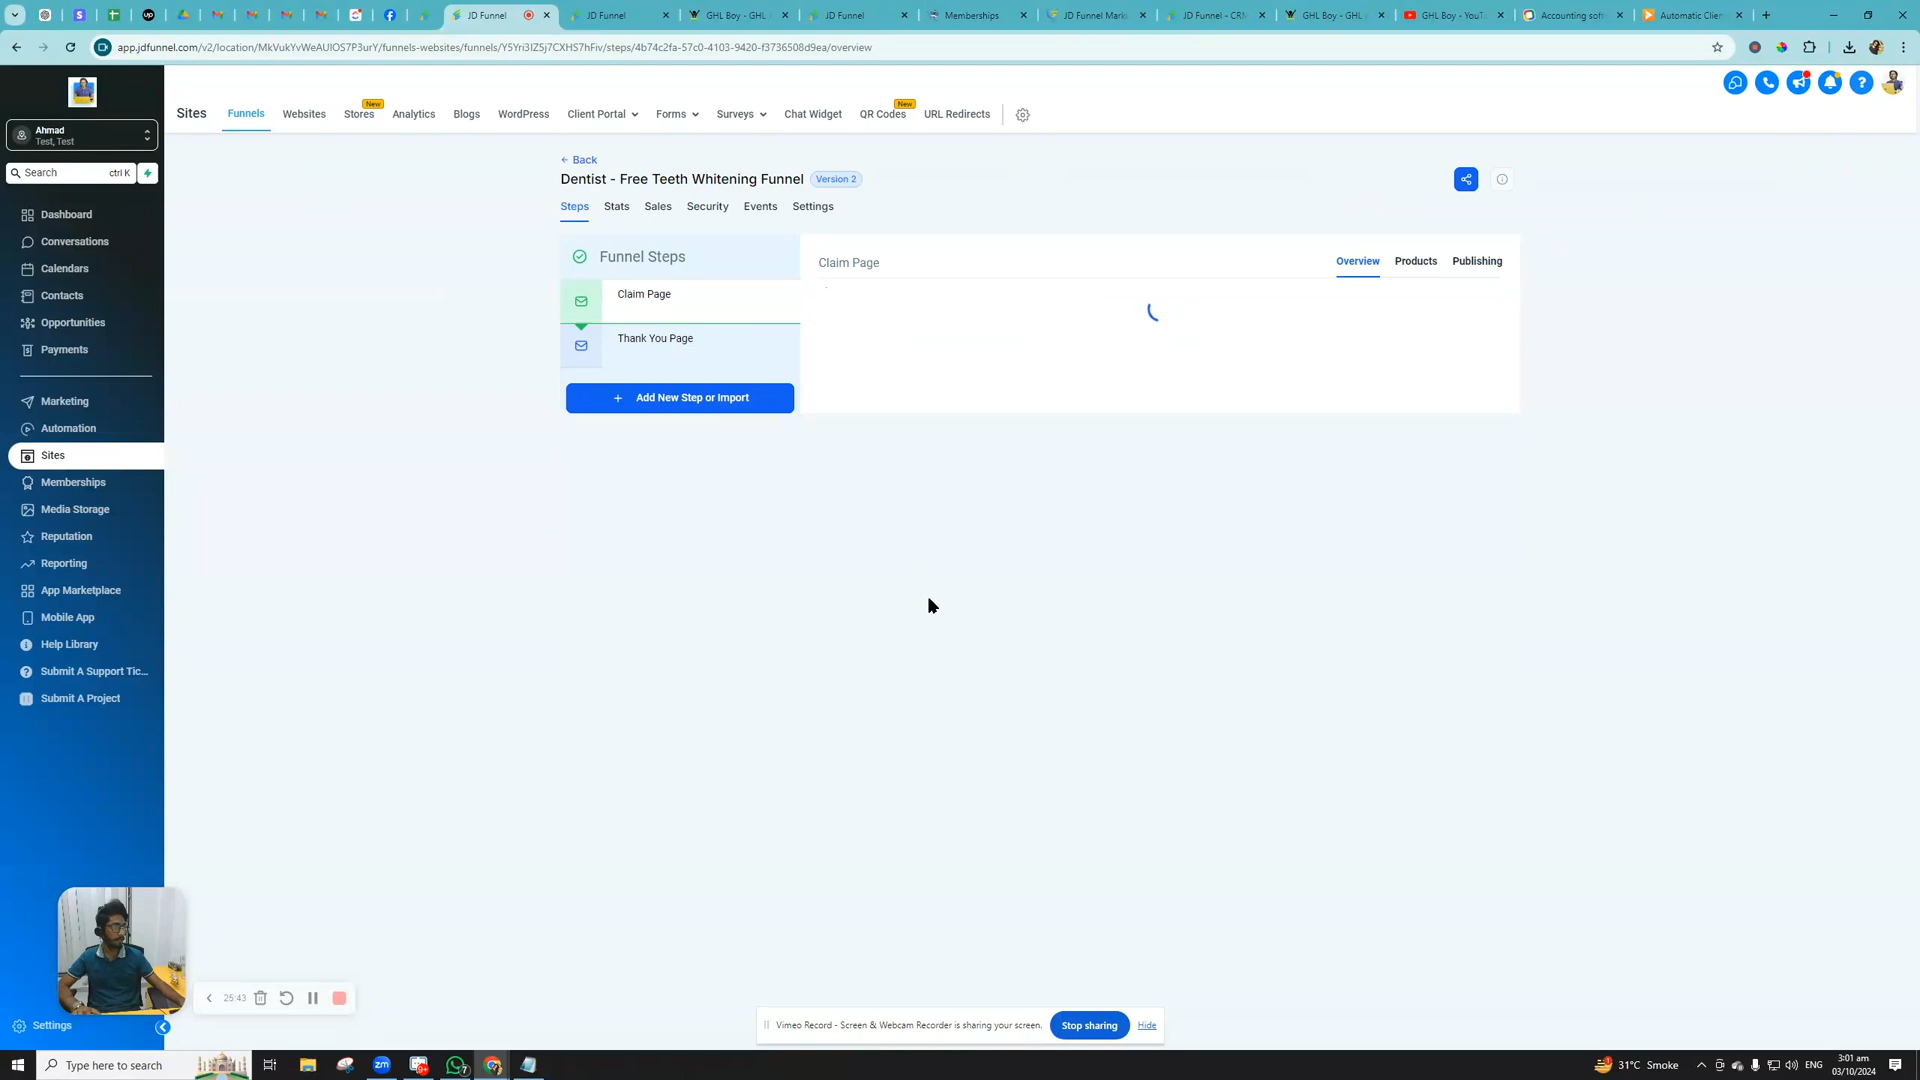 JD Funnel
JD Funnel
GHL Boy - GHL
JD Funnel
Memberships
JD Funnel Mark
JD Funnel - CR
GHL Boy - GHL
GHL Boy - YouT
Accounting soft
Automatic Clie
app.jdfunnel.com/v2/location/MkVukYvWeAUIOS7P3urY/funnels-websites/funnels/Y5Yri3IZ5j7CXHS7hFiv/steps/4b74c2fa-57c0-4103-9420-f3736508d9ea/overview
Ahmad
Test, Test
Search
ctrl K
Dashboard
Conversations
Calendars
Contacts
Opportunities
Payments
Marketing
Automation
Sites
Memberships
Media Storage
Reputation
Reporting
App Marketplace
Mobile App
Help Library
Submit A Support Tic...
Submit A Project
Settings
Sites
Funnels
Websites
Stores
New
Analytics
Blogs
WordPress
Client Portal
Forms
Surveys
Chat Widget
QR Codes
New
URL Redirects
Back
Dentist - Free Teeth Whitening Funnel
Version 2
Steps
Stats
Sales
Security
Events
Settings
Funnel Steps
Claim Page
Thank You Page
+ Add New Step or Import
Claim Page
Overview
Products
Publishing
25:43
Vimeo Record - Screen & Webcam Recorder is sharing your screen.
Stop sharing
Hide
Type here to search
zm
9+
7
31°C Smoke
ENG
3:01 am
03/10/2024